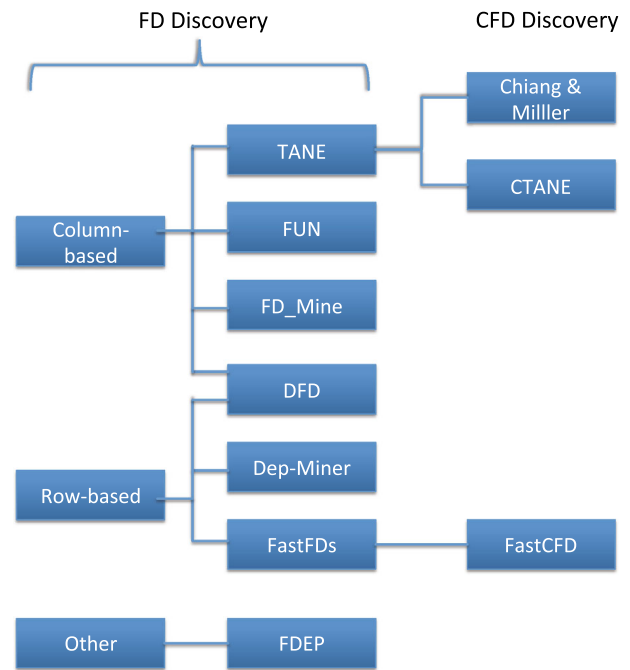 FD Discovery
CFD Discovery
Chiang &
Milller
TANE
CTANE
Column-
based
FUN
FD_Mine
DFD
Dep-Miner
Row-based
FastFDs
FastCFD
Other
FDEP